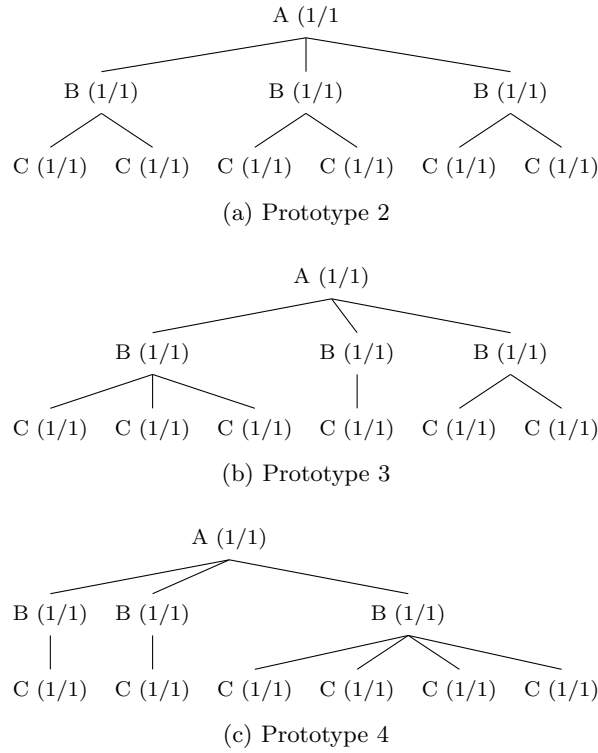 A (1/1
B (1/1) B (1/1) B (1/1)
C (1/1) C (1/1) C (1/1) C (1/1) C (1/1) C (1/1)
(a) Prototype 2
A (1/1)
B (1/1) B (1/1) B (1/1)
C (1/1) C (1/1) C (1/1) C (1/1) C (1/1) C (1/1)
(b) Prototype 3
A (1/1)
B (1/1) B (1/1) B (1/1)
C (1/1) C (1/1) C (1/1) C (1/1) C (1/1) C (1/1)
(c) Prototype 4